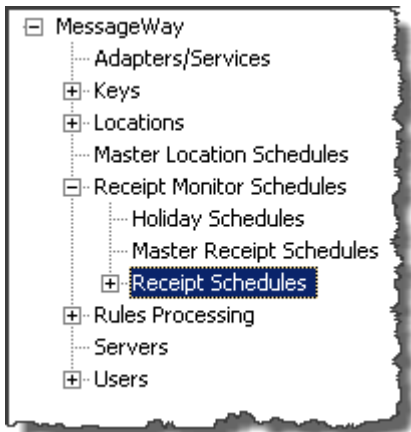 MessageWay
Adapters/Services
Keys
Locations
Master Location Schedules
Receipt Monitor Schedules
Holiday Schedules
Master Receipt Schedules
Receipt Schedules
Rules Processing
Servers
Users